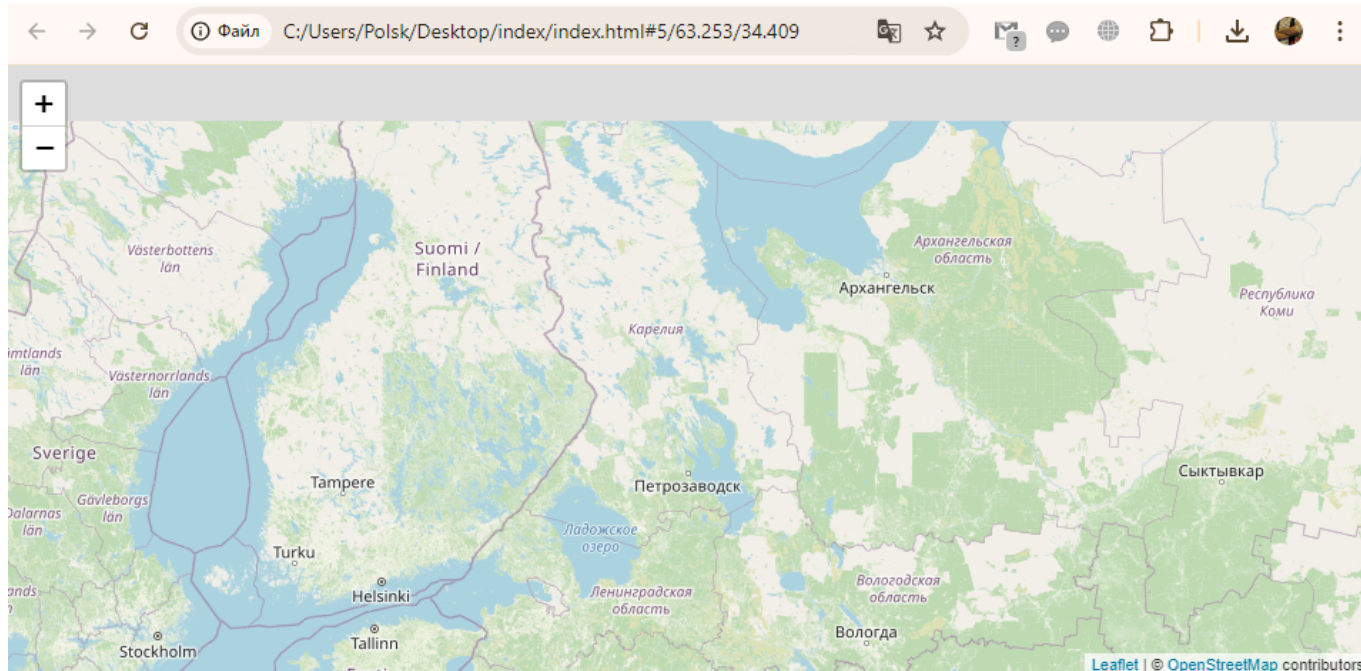 Файл
C:/Users/Polsk/Desktop/index/index.html#5/63.253/34.409
?
+
−
Västerbottens
län
Suomi /
Finland
Архангельская
область
Архангельск
Республика
Коми
Карелия
län
Västernorrlands
län
Sverige
Tampere
Петрозаводск
Сыктывкар
Gävleborgs
län
Dalarnas
län
Ладожское
озеро
Turku
Helsinki
Ленинградская
область
Вологодская
область
Stockholm
Tallinn
Вологда
Leaflet | © OpenStreetMap contributors